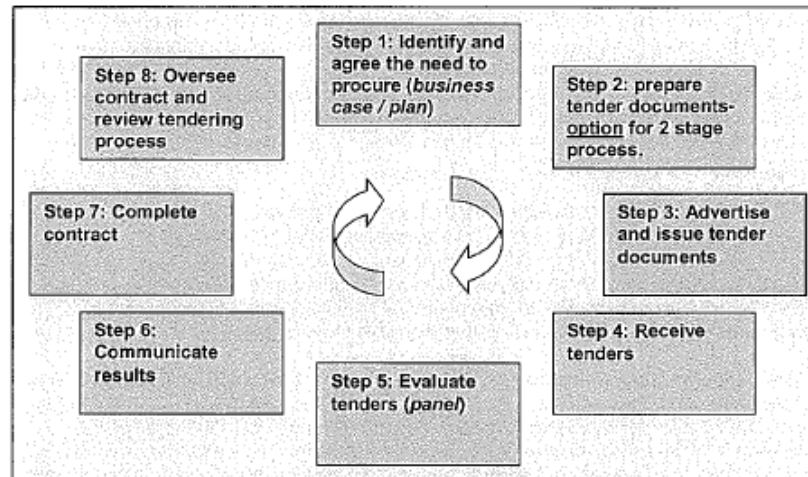 Step 1: Identify and
agree the need to
procure (business
case / plan)
Step 2: prepare
tender documents-
option for 2 stage
process.
Step 3: Advertise
and issue tender
documents
Step 4: Receive
tenders
Step 5: Evaluate
tenders (panel)
Step 6:
Communicate
results
Step 7: Complete
contract
Step 8: Oversee
contract and
review tendering
process